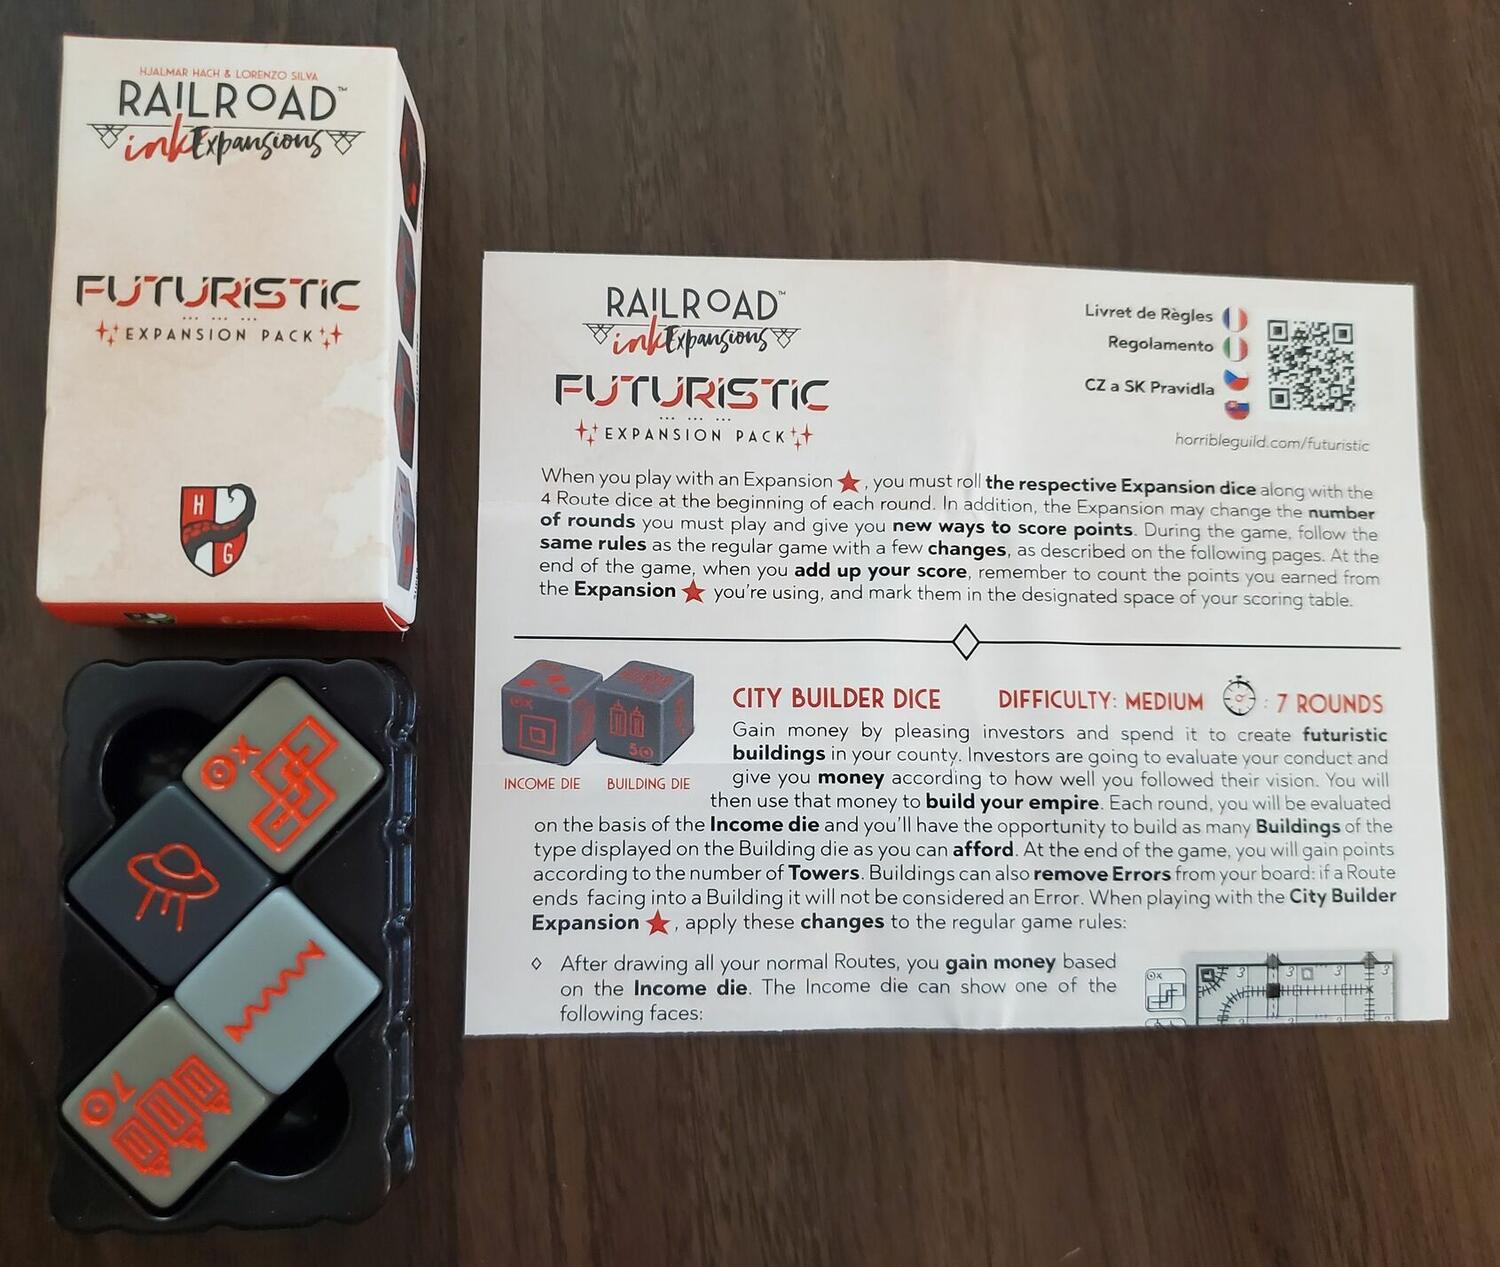 HJALMAR HACH & LORENZO SILVA
RAILROAD™
ink Expansions
FUTURISTIC
EXPANSION PACK
H
G
RAILROAD™
ink Expansions
FUTURISTIC
EXPANSION PACK
Livret de Règles
Regolamento
CZ a SK Pravidla
horribleguild.com/futuristic
When you play with an Expansion ★, you must roll the respective Expansion dice along with the
4 Route dice at the beginning of each round. In addition, the Expansion may change the number
of rounds you must play and give you new ways to score points. During the game, follow the
same rules as the regular game with a few changes, as described on the following pages. At the
end of the game, when you add up your score, remember to count the points you earned from
the Expansion ★ you're using, and mark them in the designated space of your scoring table.
INCOME DIE
BUILDING DIE
5
CITY BUILDER DICE
DIFFICULTY: MEDIUM
: 7 ROUNDS
Gain money by pleasing investors and spend it to create futuristic
buildings in your county. Investors are going to evaluate your conduct and
give you money according to how well you followed their vision. You will
then use that money to build your empire. Each round, you will be evaluated
on the basis of the Income die and you'll have the opportunity to build as many Buildings of the
type displayed on the Building die as you can afford. At the end of the game, you will gain points
according to the number of Towers. Buildings can also remove Errors from your board: if a Route
ends facing into a Building it will not be considered an Error. When playing with the City Builder
Expansion ★, apply these changes to the regular game rules:
◊ After drawing all your normal Routes, you gain money based
on the Income die. The Income die can show one of the
following faces:
x
3
3
3
3
x
7